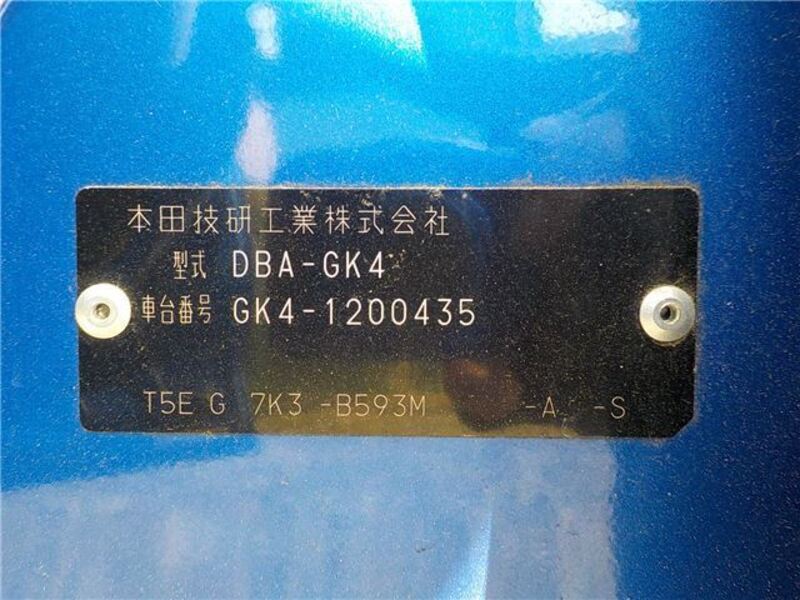 本田技研工業株式会社
型式 DBA-GK4
車台番号 GK4-1200435
T5E G 7K3 -B593M -A -S